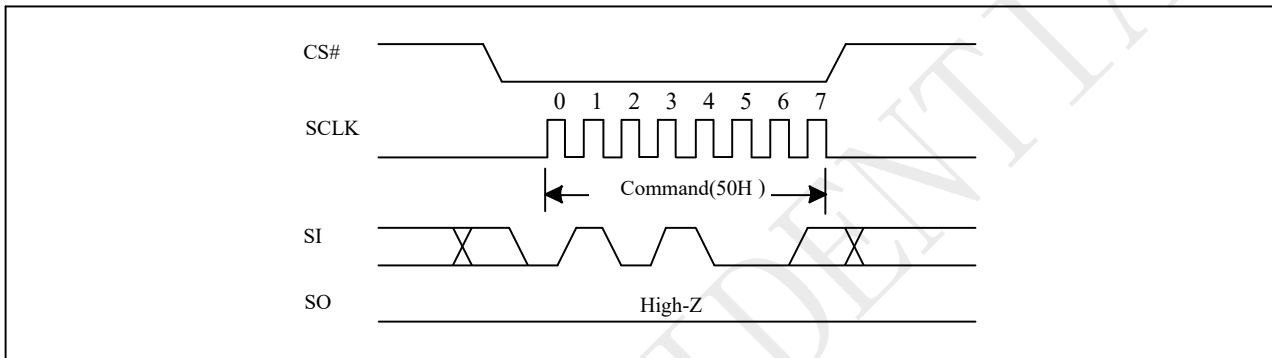 CS#
0 1 2 3 4 5 6 7
SCLK
Command(50H )
SI
SO
High-Z